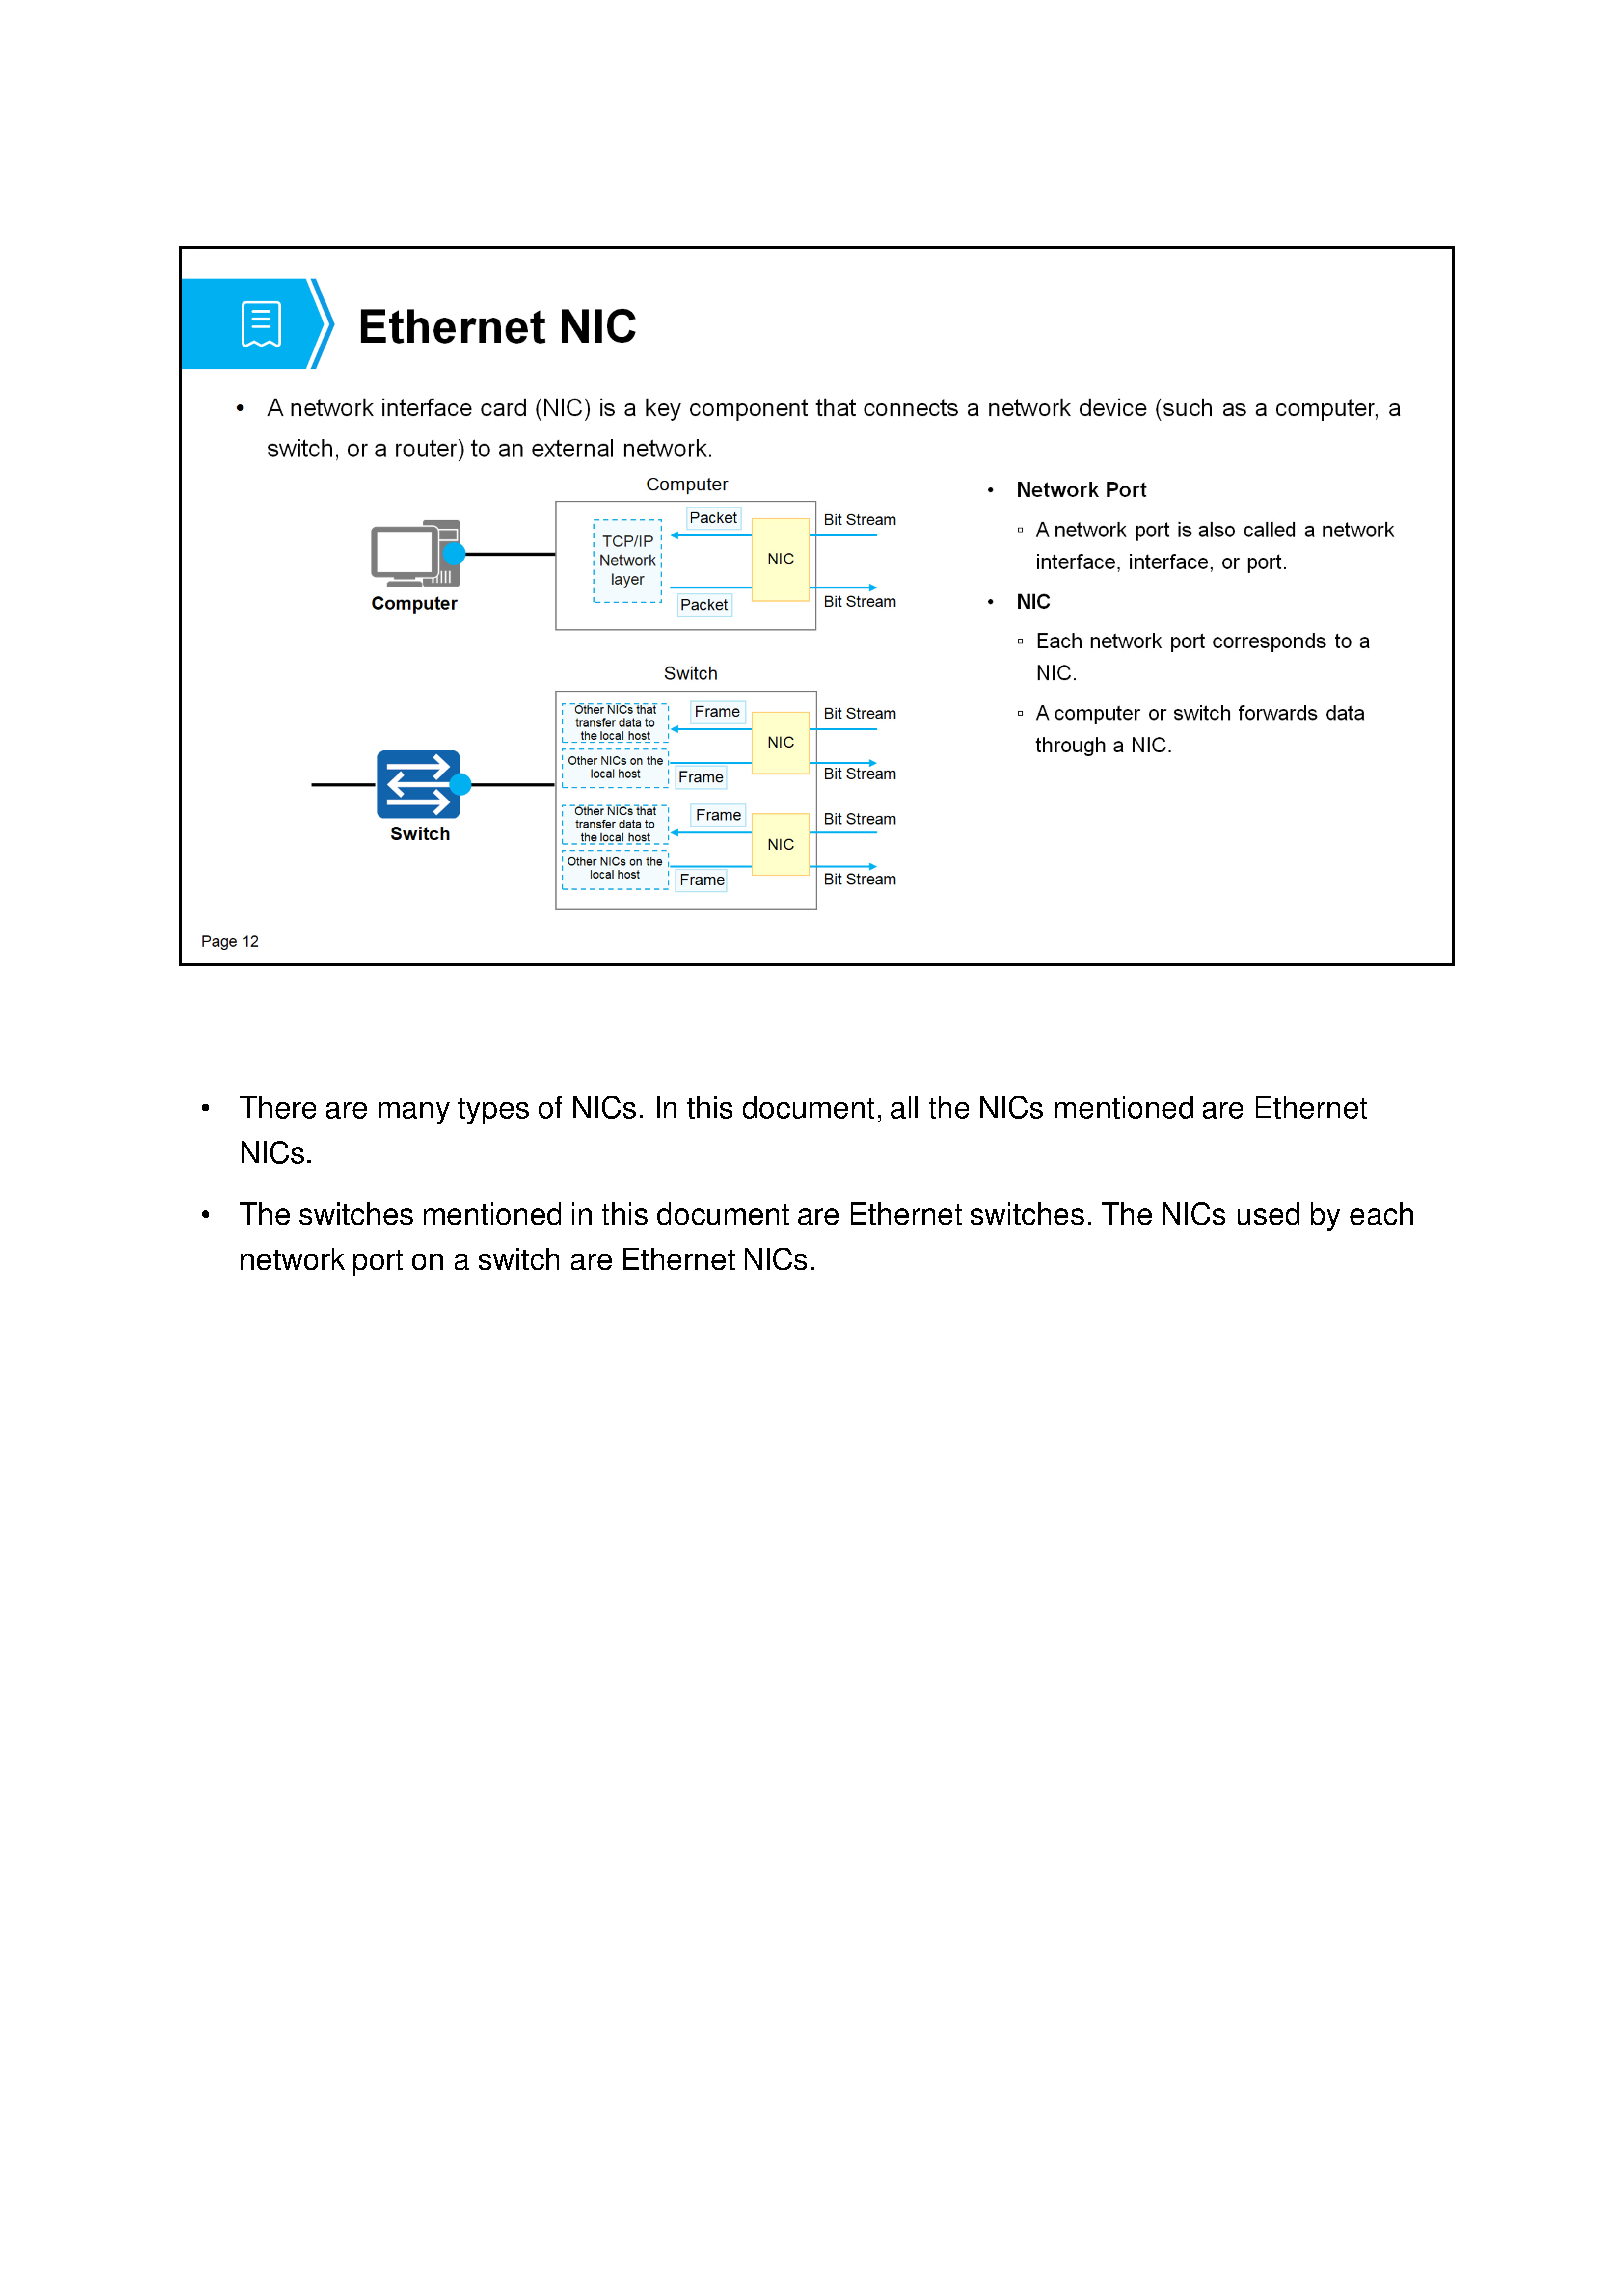 Ethernet NIC
• A network interface card (NIC) is a key component that connects a network device (such as a computer, a
switch, or a router) to an external network.
Computer
Packet
Bit Stream
TCP/IP
Network
layer
NIC
Packet
Bit Stream
Computer
Switch
Other NICs that
transfer data to
the local host
Frame
Bit Stream
NIC
Other NICs on the
local host
Frame
Bit Stream
Other NICs that
transfer data to
the local host
Frame
Bit Stream
NIC
Other NICs on the
local host
Frame
Bit Stream
Switch
• Network Port
▫ A network port is also called a network
interface, interface, or port.
• NIC
▫ Each network port corresponds to a
NIC.
▫ A computer or switch forwards data
through a NIC.
Page 12
• There are many types of NICs. In this document, all the NICs mentioned are Ethernet
NICs.
• The switches mentioned in this document are Ethernet switches. The NICs used by each
network port on a switch are Ethernet NICs.